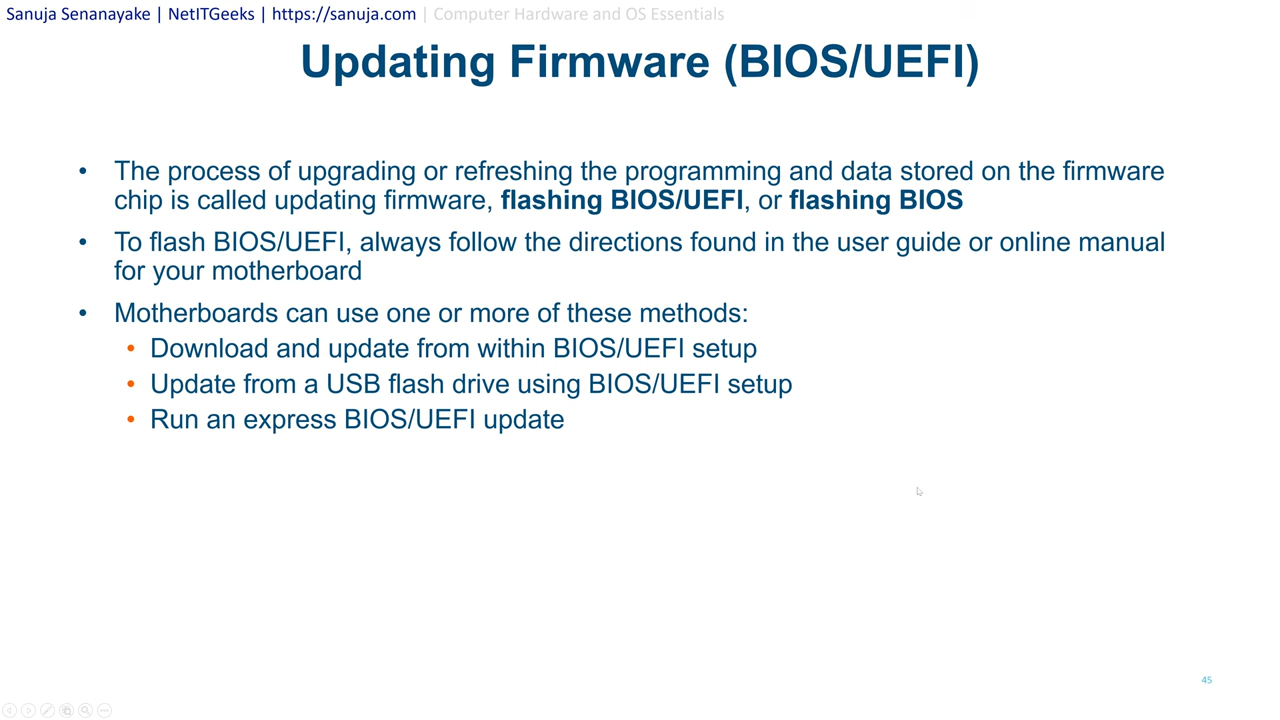 Sanuja Senanayake | NetITGeeks | https://sanuja.com | Computer Hardware and OS Essentials
Updating Firmware (BIOS/UEFI)
• The process of upgrading or refreshing the programming and data stored on the firmware
chip is called updating firmware, flashing BIOS/UEFI, or flashing BIOS
• To flash BIOS/UEFI, always follow the directions found in the user guide or online manual
for your motherboard
• Motherboards can use one or more of these methods:
• Download and update from within BIOS/UEFI setup
• Update from a USB flash drive using BIOS/UEFI setup
• Run an express BIOS/UEFI update
45